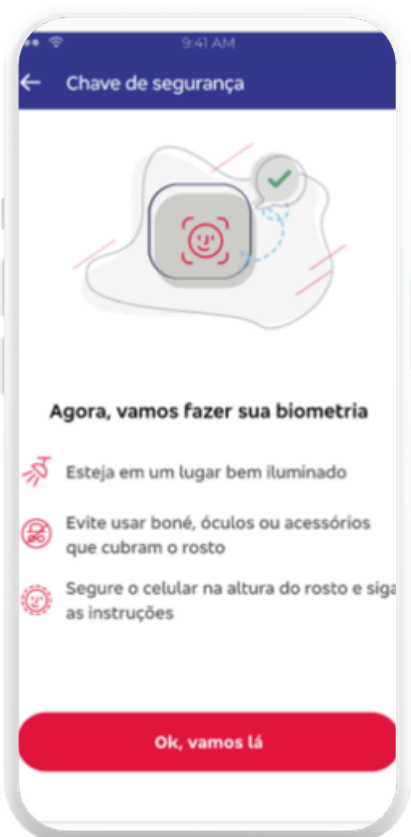 9:41 AM
Chave de segurança
Agora, vamos fazer sua biometria
Esteja em um lugar bem iluminado
Evite usar boné, óculos ou acessórios
que cubram o rosto
Segure o celular na altura do rosto e siga
as instruções
Ok, vamos lá